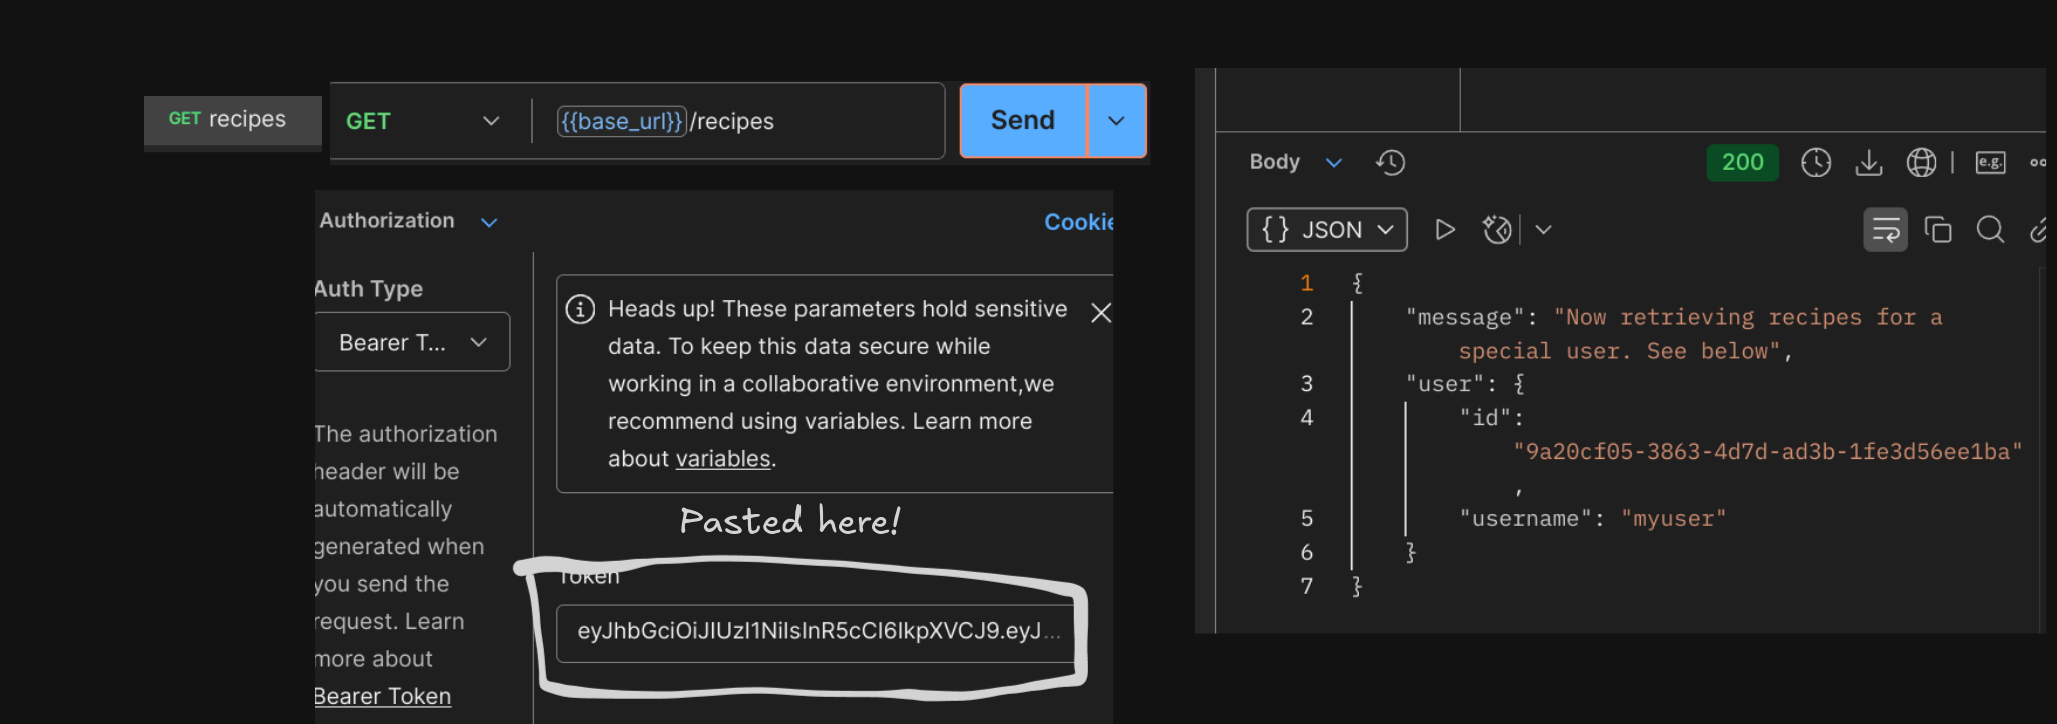 GET recipes
GET
{{base_url}}/recipes
Send
Authorization
Cookie
Auth Type
Bearer T...
The authorization
header will be
automatically
generated when
you send the
request. Learn
more about
Bearer Token
Heads up! These parameters hold sensitive
data. To keep this data secure while
working in a collaborative environment,we
recommend using variables. Learn more
about variables.
Pasted here!
Token
eyJhbGciOiJIUzI1NiIsInR5cCI6IkpXVCJ9.eyJ...
Body
200
e.g.
{} JSON
1 {
2 "message": "Now retrieving recipes for a
special user. See below",
3 "user": {
4 "id":
"9a20cf05-3863-4d7d-ad3b-1fe3d56ee1ba"
,
5 "username": "myuser"
6 }
7 }